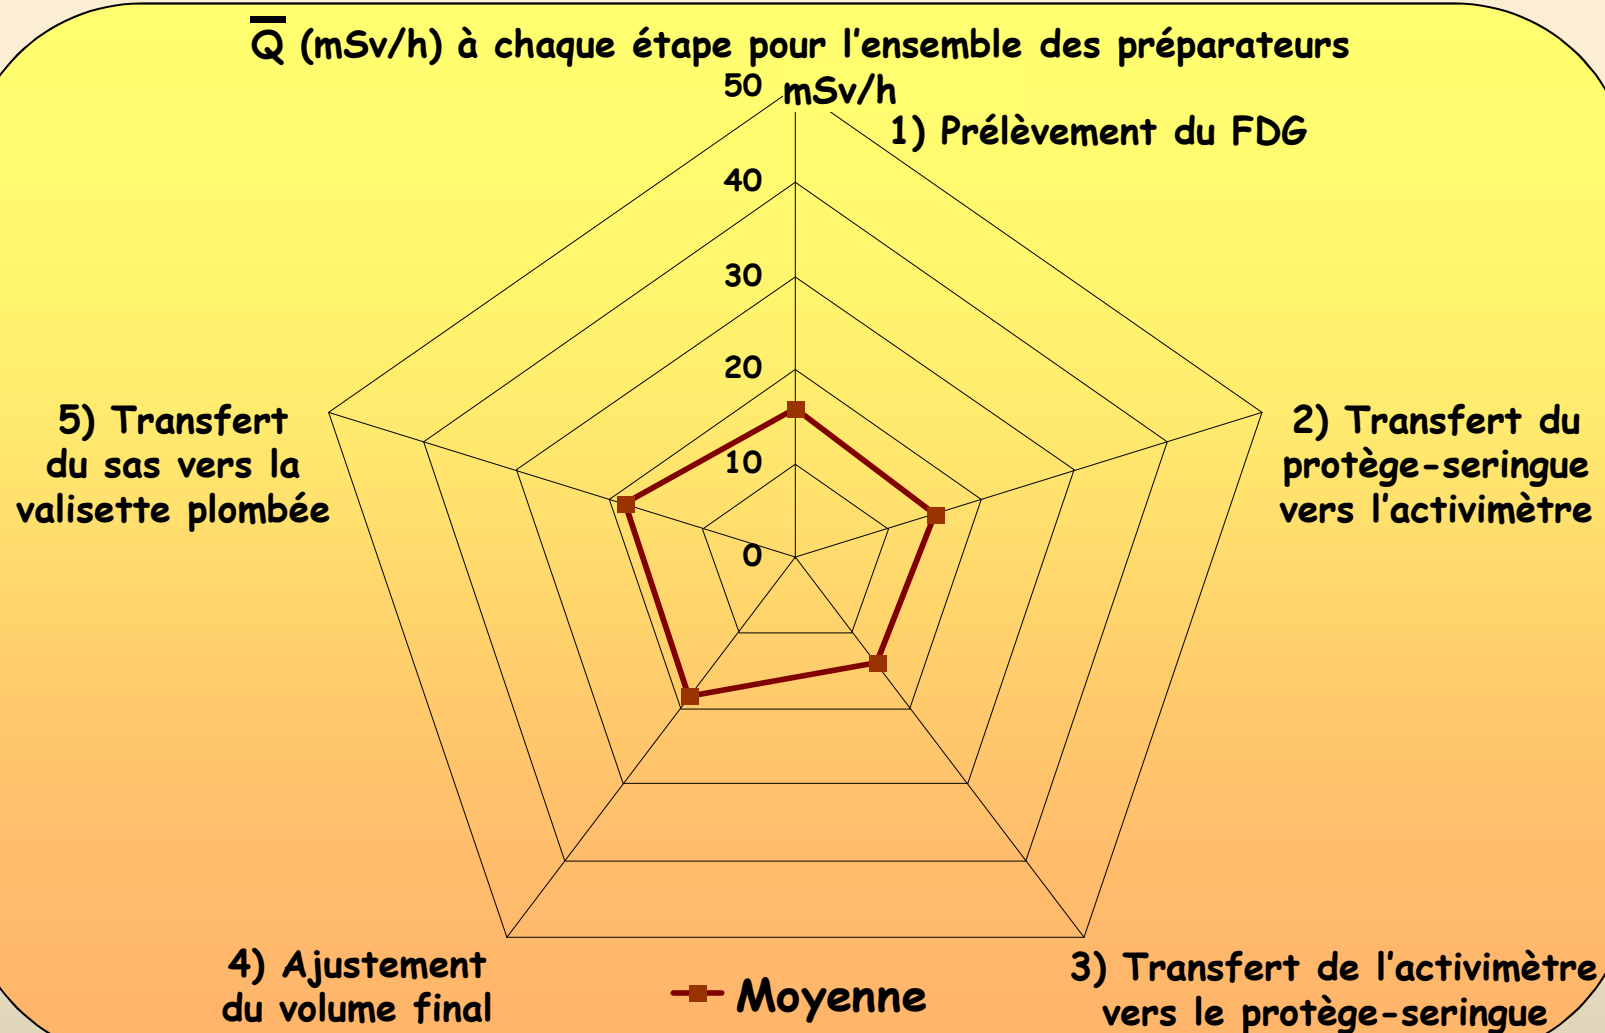 Q̅ (mSv/h) à chaque étape pour l'ensemble des préparateurs
50 mSv/h
1) Prélèvement du FDG
40
30
20
10
0
5) Transfert
du sas vers la
valisette plombée
2) Transfert du
protège-seringue
vers l'activimètre
4) Ajustement
du volume final
Moyenne
3) Transfert de l'activimètre
vers le protège-seringue